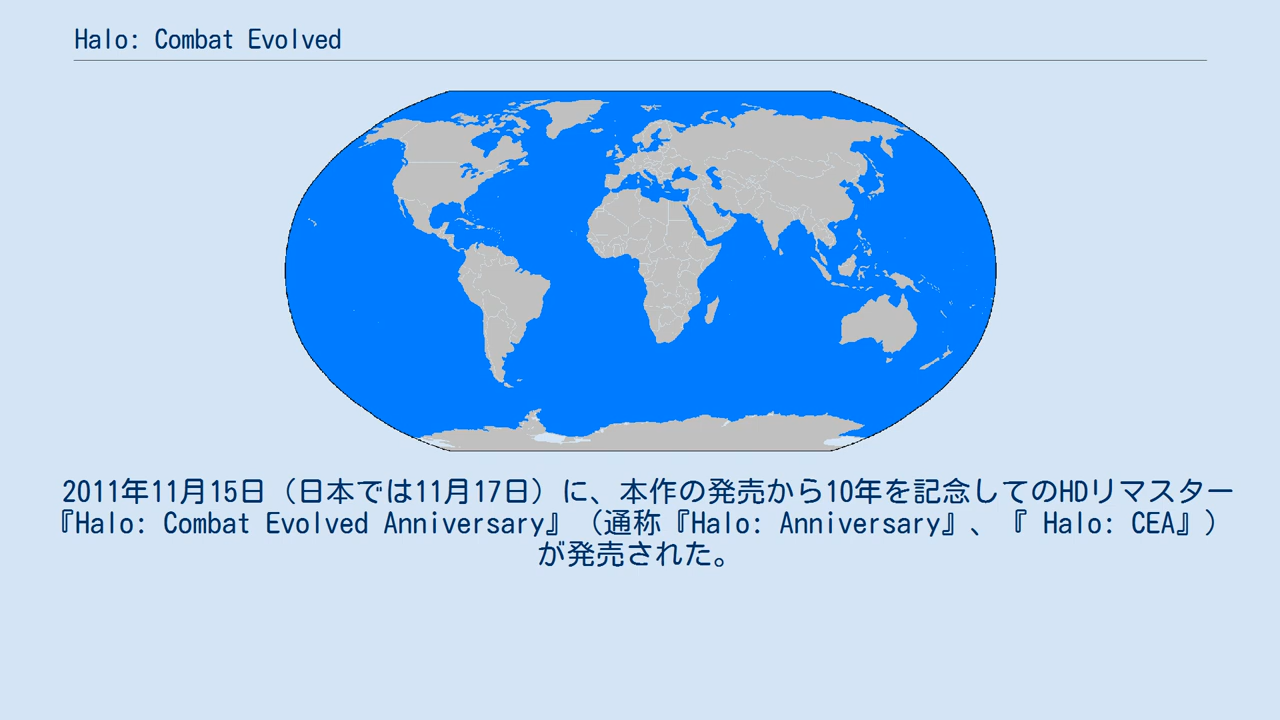 Halo: Combat Evolved
2011年11月15日（日本では11月17日）に、本作の発売から10年を記念してのHDリマスター
『Halo: Combat Evolved Anniversary』（通称『Halo: Anniversary』、『 Halo: CEA』）
が発売された。